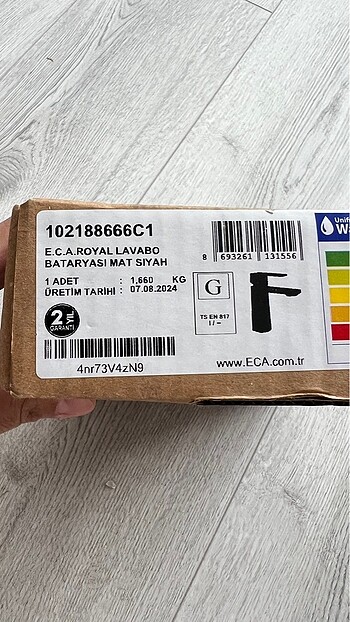 102188666C1
E.C.A.ROYAL LAVABO
BATARYASI MAT SIYAH
1 ADET : 1,660 KG
ÜRETİM TARİHİ : 07.08.2024
2 YIL
GARANTİ
4nr73V4zN9
8 693261 131556
G
TS EN 817
I / –
www.ECA.com.tr